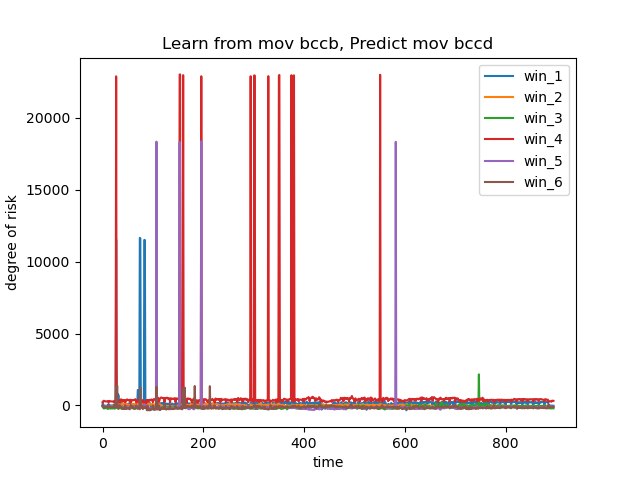 Learn from mov bccb, Predict mov bccd
degree of risk
20000
15000
10000
5000
0
win_1
win_2
win_3
win_4
win_5
win_6
0 200 400 600 800
time